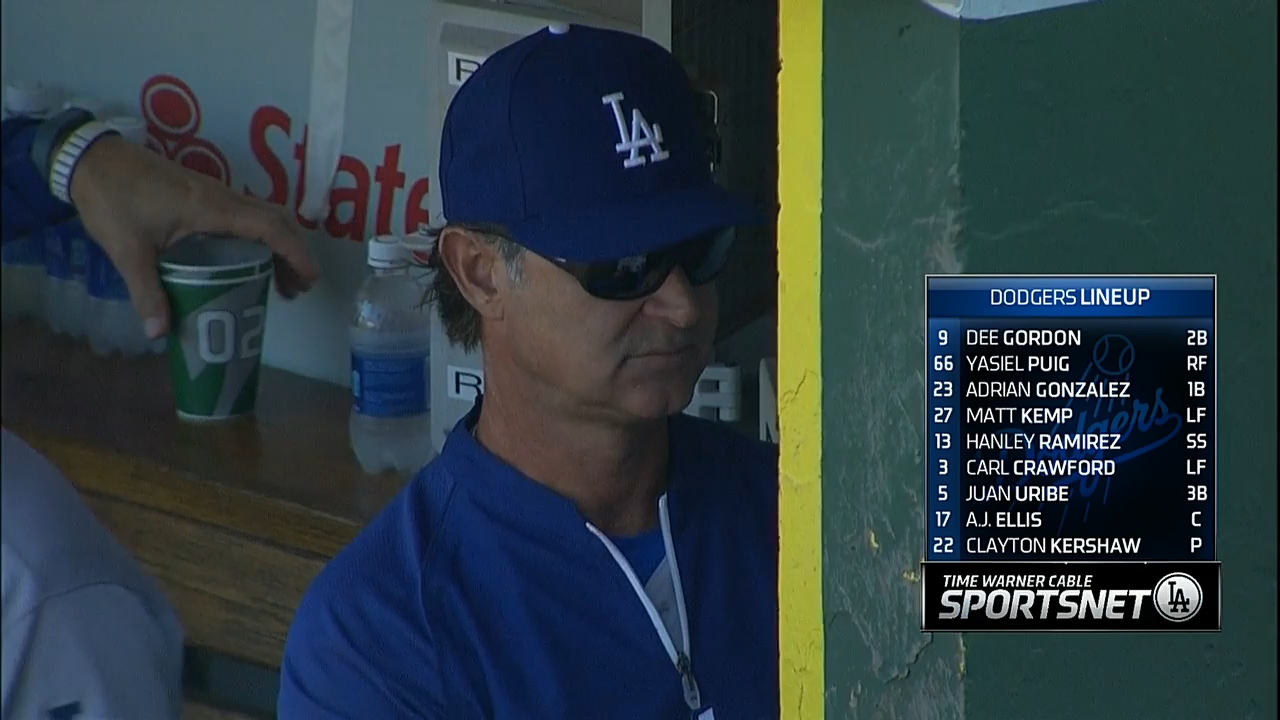 R
State
LA
02
R
DODGERS LINEUP
9 DEE GORDON 2B
66 YASIEL PUIG RF
23 ADRIAN GONZALEZ 1B
27 MATT KEMP LF
13 HANLEY RAMIREZ SS
3 CARL CRAWFORD LF
5 JUAN URIBE 3B
17 A.J. ELLIS C
22 CLAYTON KERSHAW P
Dodgers
TIME WARNER CABLE
SPORTSNET LA